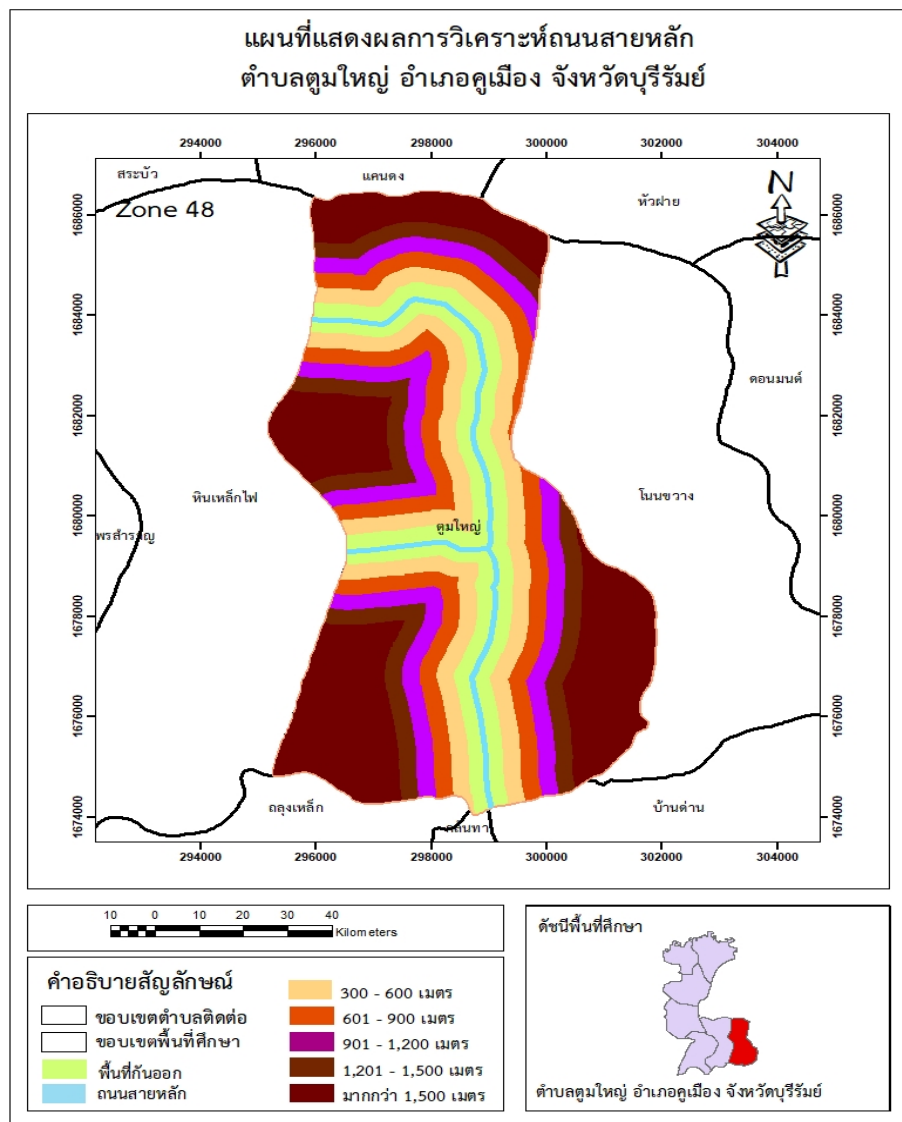 แผนที่แสดงผลการวิเคราะห์ถนนสายหลัก
ตำบลตูมใหญ่ อำเภอคูเมือง จังหวัดบุรีรัมย์
294000 296000 298000 300000 302000 304000
สระบัว
แคนดง
หัวฝาย
N
Zone 48
1686000 1686000
1684000 1684000
ดอนมนต์
1682000 1682000
หินเหล็กไฟ
โนนขวาง
1680000 1680000
ตูมใหญ่
1678000 1678000
1676000 1676000
ถลุงเหล็ก
บ้านด่าน
1674000 1674000
294000 296000 298000 300000 302000 304000
10 0 10 20 30 40
Kilometers
คำอธิบายสัญลักษณ์
ขอบเขตตำบลติดต่อ
ขอบเขตพื้นที่ศึกษา
พื้นที่กันออก
ถนนสายหลัก
300 - 600 เมตร
601 - 900 เมตร
901 - 1,200 เมตร
1,201 - 1,500 เมตร
มากกว่า 1,500 เมตร
ดัชนีพื้นที่ศึกษา
ตำบลตูมใหญ่ อำเภอคูเมือง จังหวัดบุรีรัมย์